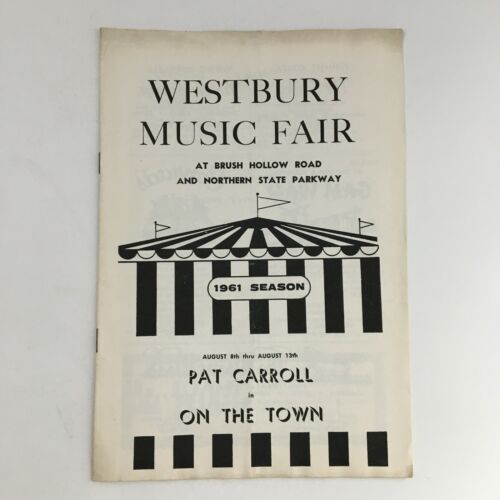 WESTBURY
MUSIC FAIR
AT BRUSH HOLLOW ROAD
AND NORTHERN STATE PARKWAY
1961 SEASON
AUGUST 8th thru AUGUST 13th
PAT CARROLL
in
ON THE TOWN